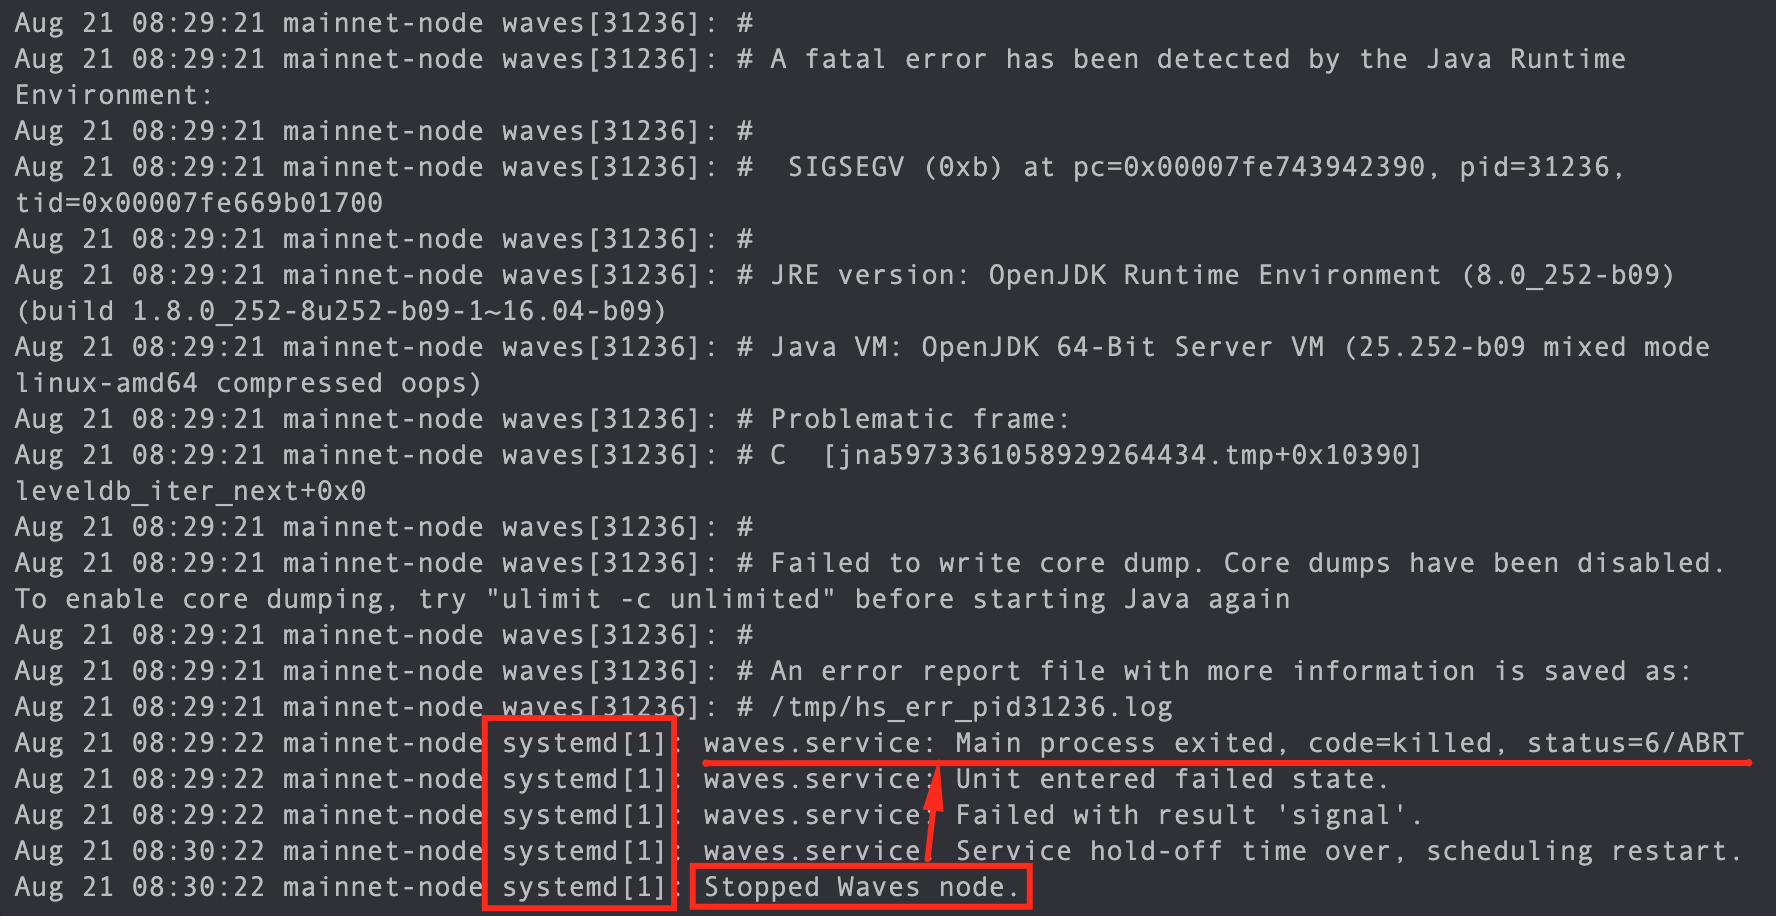 Aug 21 08:29:21 mainnet-node waves[31236]: #
Aug 21 08:29:21 mainnet-node waves[31236]: # A fatal error has been detected by the Java Runtime
Environment:
Aug 21 08:29:21 mainnet-node waves[31236]: #
Aug 21 08:29:21 mainnet-node waves[31236]: #  SIGSEGV (0xb) at pc=0x00007fe743942390, pid=31236,
tid=0x00007fe669b01700
Aug 21 08:29:21 mainnet-node waves[31236]: #
Aug 21 08:29:21 mainnet-node waves[31236]: # JRE version: OpenJDK Runtime Environment (8.0_252-b09)
(build 1.8.0_252-8u252-b09-1~16.04-b09)
Aug 21 08:29:21 mainnet-node waves[31236]: # Java VM: OpenJDK 64-Bit Server VM (25.252-b09 mixed mode
linux-amd64 compressed oops)
Aug 21 08:29:21 mainnet-node waves[31236]: # Problematic frame:
Aug 21 08:29:21 mainnet-node waves[31236]: # C  [jna5973361058929264434.tmp+0x10390]
leveldb_iter_next+0x0
Aug 21 08:29:21 mainnet-node waves[31236]: #
Aug 21 08:29:21 mainnet-node waves[31236]: # Failed to write core dump. Core dumps have been disabled.
To enable core dumping, try "ulimit -c unlimited" before starting Java again
Aug 21 08:29:21 mainnet-node waves[31236]: #
Aug 21 08:29:21 mainnet-node waves[31236]: # An error report file with more information is saved as:
Aug 21 08:29:21 mainnet-node waves[31236]: # /tmp/hs_err_pid31236.log
Aug 21 08:29:22 mainnet-node systemd[1]: waves.service: Main process exited, code=killed, status=6/ABRT
Aug 21 08:29:22 mainnet-node systemd[1]: waves.service: Unit entered failed state.
Aug 21 08:29:22 mainnet-node systemd[1]: waves.service: Failed with result 'signal'.
Aug 21 08:30:22 mainnet-node systemd[1]: waves.service: Service hold-off time over, scheduling restart.
Aug 21 08:30:22 mainnet-node systemd[1]: Stopped Waves node.